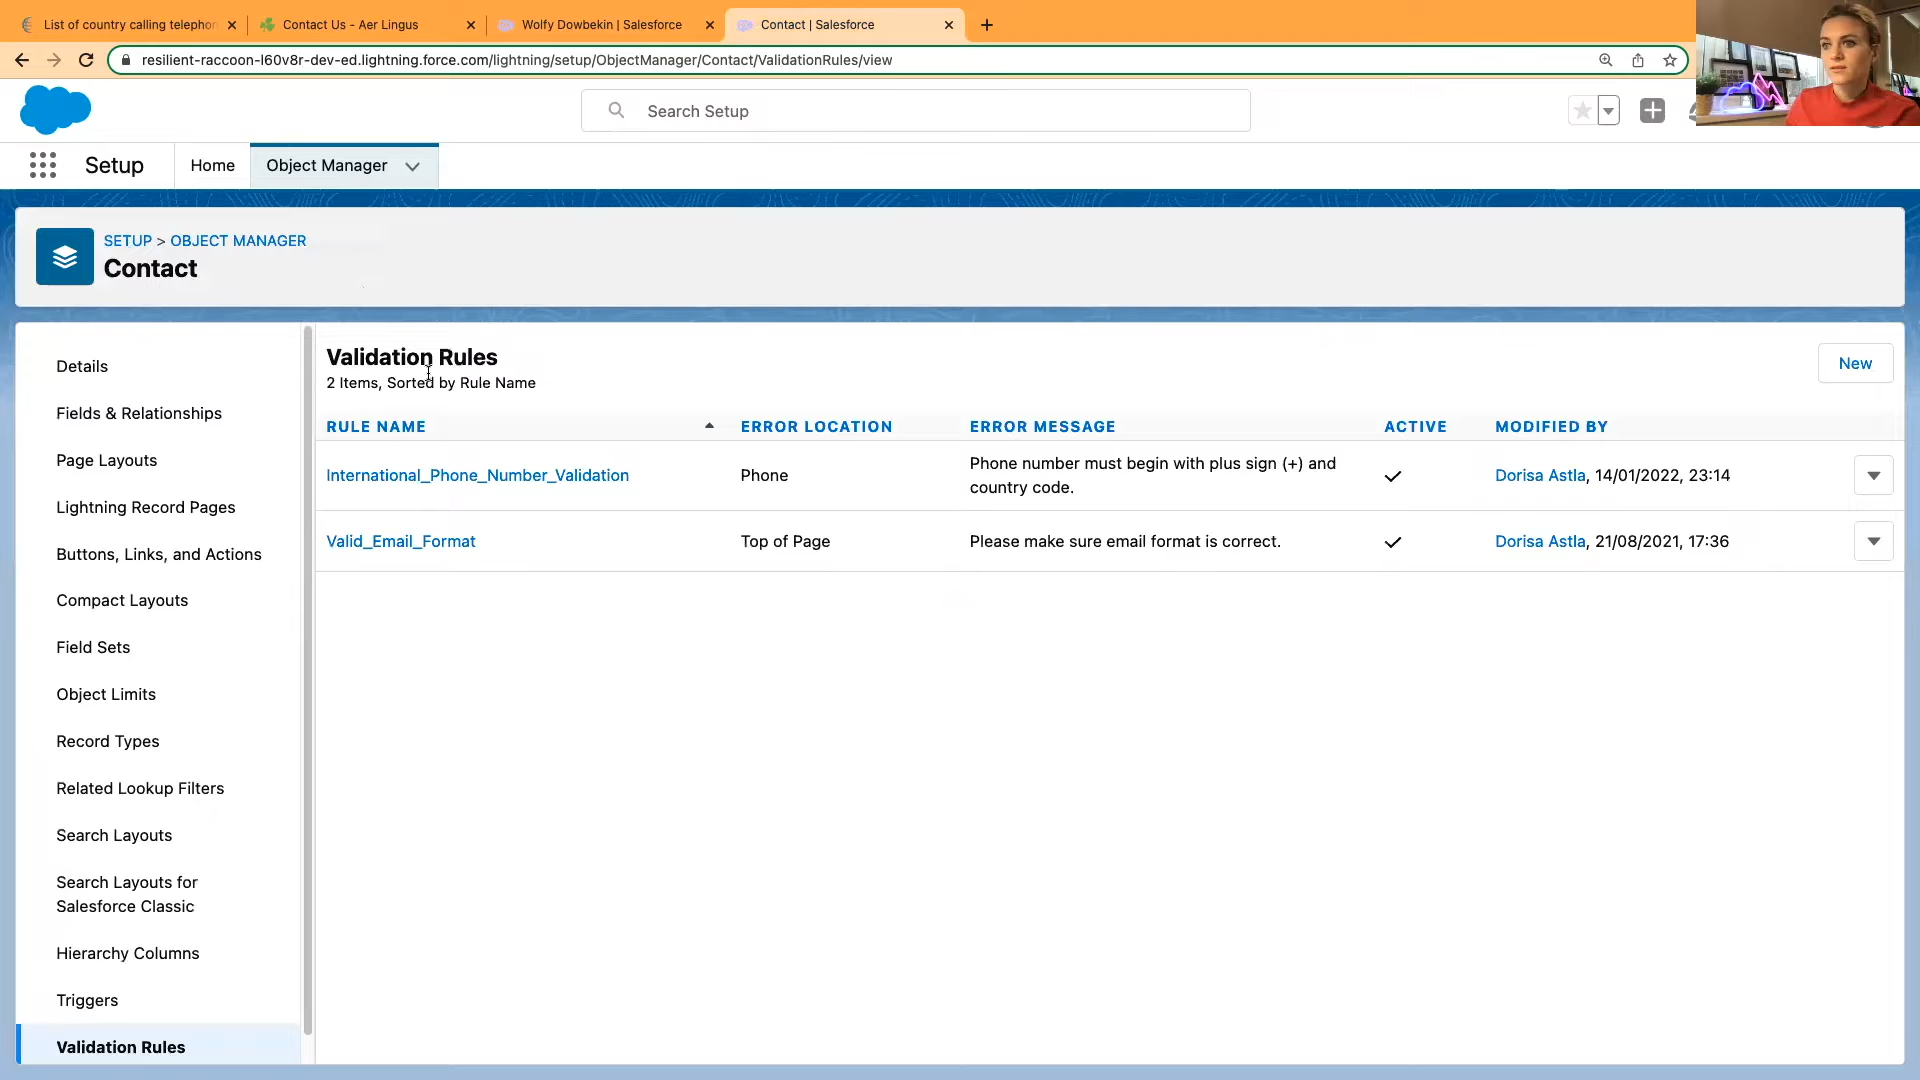 List of country calling telephon
Contact Us - Aer Lingus
Wolfy Dowbekin | Salesforce
Contact | Salesforce
resilient-raccoon-l60v8r-dev-ed.lightning.force.com/lightning/setup/ObjectManager/Contact/ValidationRules/view
Search Setup
Setup
Home
Object Manager
SETUP > OBJECT MANAGER
Contact
Details
Fields & Relationships
Page Layouts
Lightning Record Pages
Buttons, Links, and Actions
Compact Layouts
Field Sets
Object Limits
Record Types
Related Lookup Filters
Search Layouts
Search Layouts for
Salesforce Classic
Hierarchy Columns
Triggers
Validation Rules
Validation Rules
2 Items, Sorted by Rule Name
New
RULE NAME ERROR LOCATION ERROR MESSAGE ACTIVE MODIFIED BY
International_Phone_Number_Validation Phone Phone number must begin with plus sign (+) and
country code. Dorisa Astla, 14/01/2022, 23:14
Valid_Email_Format Top of Page Please make sure email format is correct. Dorisa Astla, 21/08/2021, 17:36